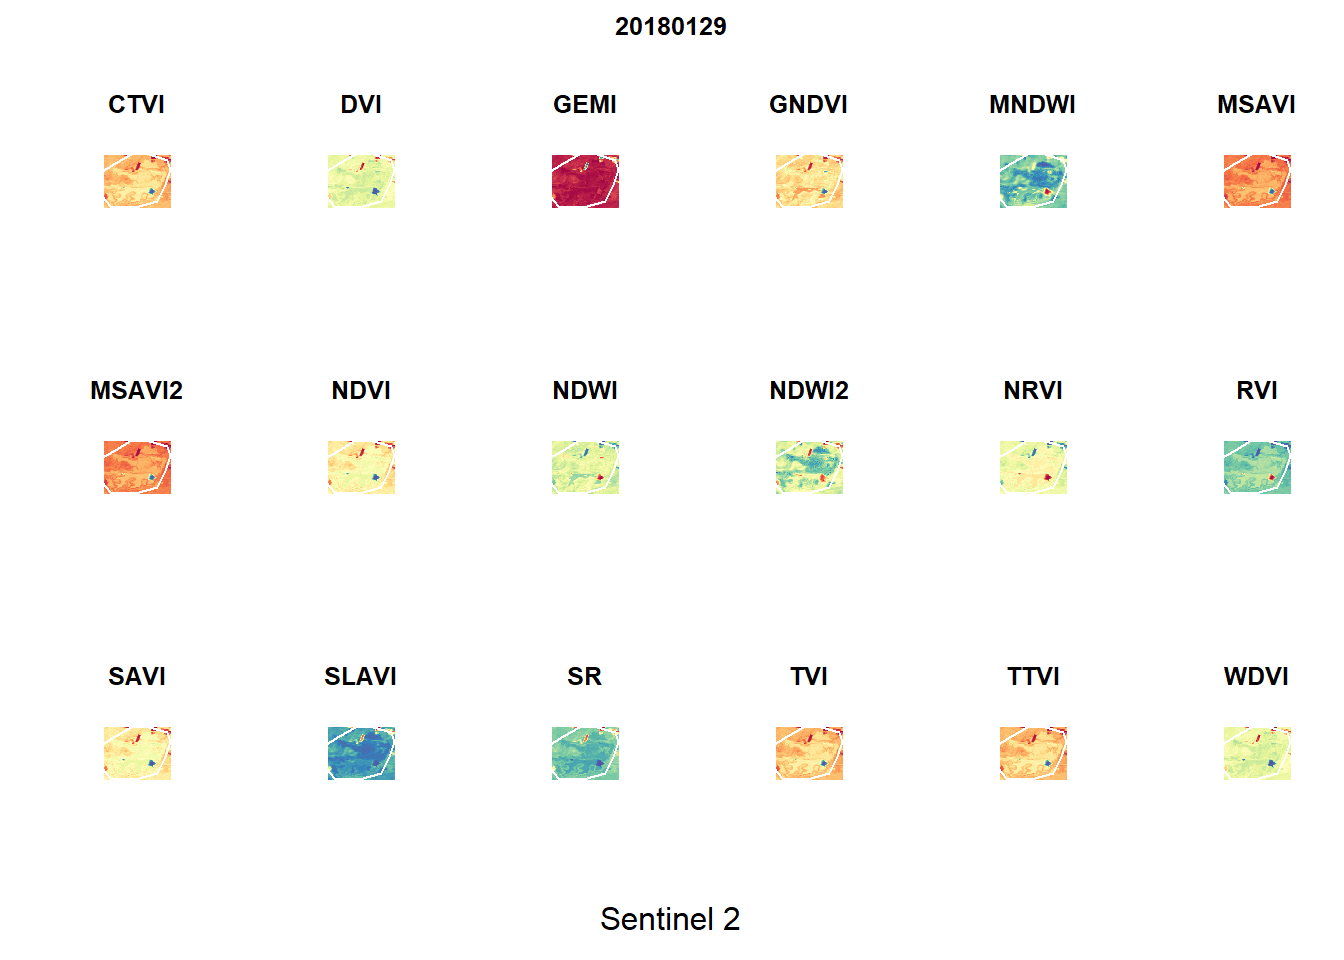 20180129
CTVI DVI GEMI GNDVI MNDWI MSAVI
MSAVI2 NDVI NDWI NDWI2 NRVI RVI
SAVI SLAVI SR TVI TTVI WDVI
Sentinel 2